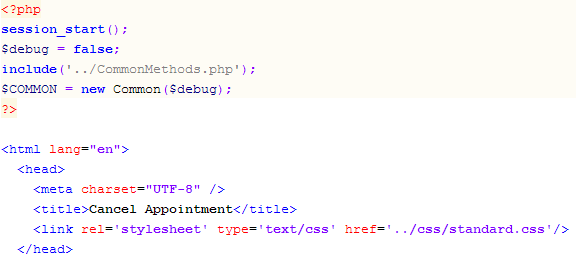 <?php
session_start();
$debug = false;
include('../CommonMethods.php');
$COMMON = new Common($debug);
?>

<html lang="en">
  <head>
    <meta charset="UTF-8" />
    <title>Cancel Appointment</title>
    <link rel='stylesheet' type='text/css' href='../css/standard.css'/>
  </head>